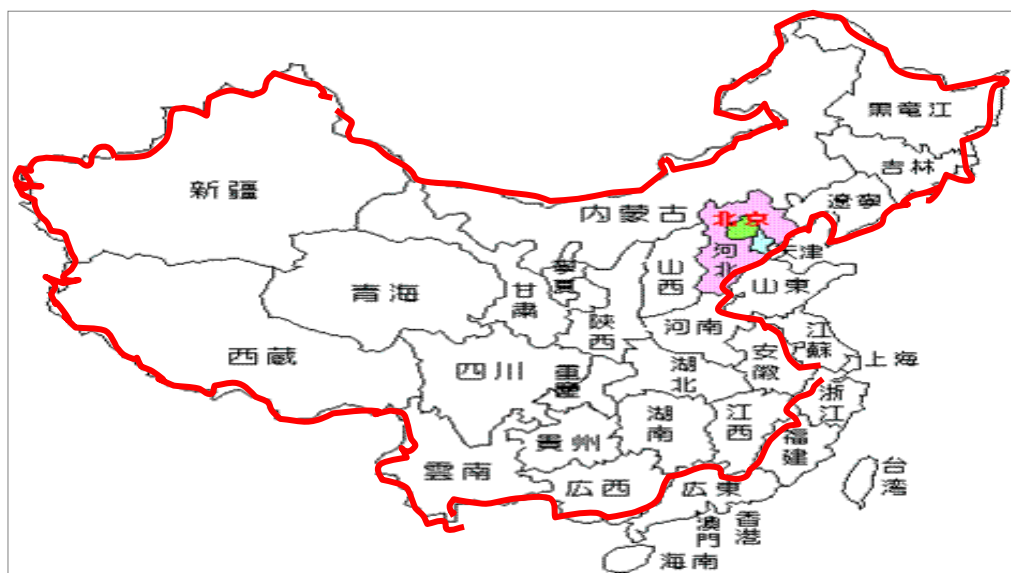 黒竜江
吉林
遼寧
新疆
内蒙古
北京
天津
河北
山西
山東
寧夏
甘粛
青海
陝西
河南
江蘇
安徽
上海
西蔵
四川
重慶
湖北
浙江
湖南
江西
貴州
福建
雲南
広西
広東
台湾
香港
澳門
海南